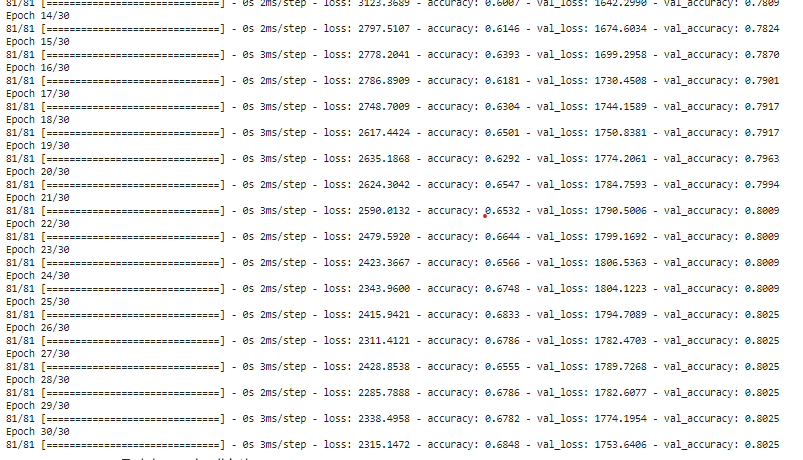 81/81 [==============================] - 0s 2ms/step - loss: 3123.3689 - accuracy: 0.6007 - val_loss: 1642.2990 - val_accuracy: 0.7809
Epoch 14/30
81/81 [==============================] - 0s 2ms/step - loss: 2797.5107 - accuracy: 0.6146 - val_loss: 1674.6034 - val_accuracy: 0.7824
Epoch 15/30
81/81 [==============================] - 0s 3ms/step - loss: 2778.2041 - accuracy: 0.6393 - val_loss: 1699.2958 - val_accuracy: 0.7870
Epoch 16/30
81/81 [==============================] - 0s 2ms/step - loss: 2786.8909 - accuracy: 0.6181 - val_loss: 1730.4508 - val_accuracy: 0.7901
Epoch 17/30
81/81 [==============================] - 0s 3ms/step - loss: 2748.7009 - accuracy: 0.6304 - val_loss: 1744.1589 - val_accuracy: 0.7917
Epoch 18/30
81/81 [==============================] - 0s 2ms/step - loss: 2617.4424 - accuracy: 0.6501 - val_loss: 1750.8381 - val_accuracy: 0.7917
Epoch 19/30
81/81 [==============================] - 0s 3ms/step - loss: 2635.1868 - accuracy: 0.6292 - val_loss: 1774.2061 - val_accuracy: 0.7963
Epoch 20/30
81/81 [==============================] - 0s 2ms/step - loss: 2624.3042 - accuracy: 0.6547 - val_loss: 1784.7593 - val_accuracy: 0.7994
Epoch 21/30
81/81 [==============================] - 0s 3ms/step - loss: 2590.0132 - accuracy: 0.6532 - val_loss: 1790.5006 - val_accuracy: 0.8009
Epoch 22/30
81/81 [==============================] - 0s 2ms/step - loss: 2479.5920 - accuracy: 0.6644 - val_loss: 1799.1692 - val_accuracy: 0.8009
Epoch 23/30
81/81 [==============================] - 0s 2ms/step - loss: 2423.3667 - accuracy: 0.6566 - val_loss: 1806.5363 - val_accuracy: 0.8009
Epoch 24/30
81/81 [==============================] - 0s 2ms/step - loss: 2343.9600 - accuracy: 0.6748 - val_loss: 1804.1223 - val_accuracy: 0.8009
Epoch 25/30
81/81 [==============================] - 0s 2ms/step - loss: 2415.9421 - accuracy: 0.6833 - val_loss: 1794.7089 - val_accuracy: 0.8025
Epoch 26/30
81/81 [==============================] - 0s 2ms/step - loss: 2311.4121 - accuracy: 0.6786 - val_loss: 1782.4703 - val_accuracy: 0.8025
Epoch 27/30
81/81 [==============================] - 0s 3ms/step - loss: 2428.8538 - accuracy: 0.6555 - val_loss: 1789.7268 - val_accuracy: 0.8025
Epoch 28/30
81/81 [==============================] - 0s 2ms/step - loss: 2285.7888 - accuracy: 0.6786 - val_loss: 1782.6077 - val_accuracy: 0.8025
Epoch 29/30
81/81 [==============================] - 0s 3ms/step - loss: 2338.4958 - accuracy: 0.6782 - val_loss: 1774.1954 - val_accuracy: 0.8025
Epoch 30/30
81/81 [==============================] - 0s 3ms/step - loss: 2315.1472 - accuracy: 0.6848 - val_loss: 1753.6406 - val_accuracy: 0.8025